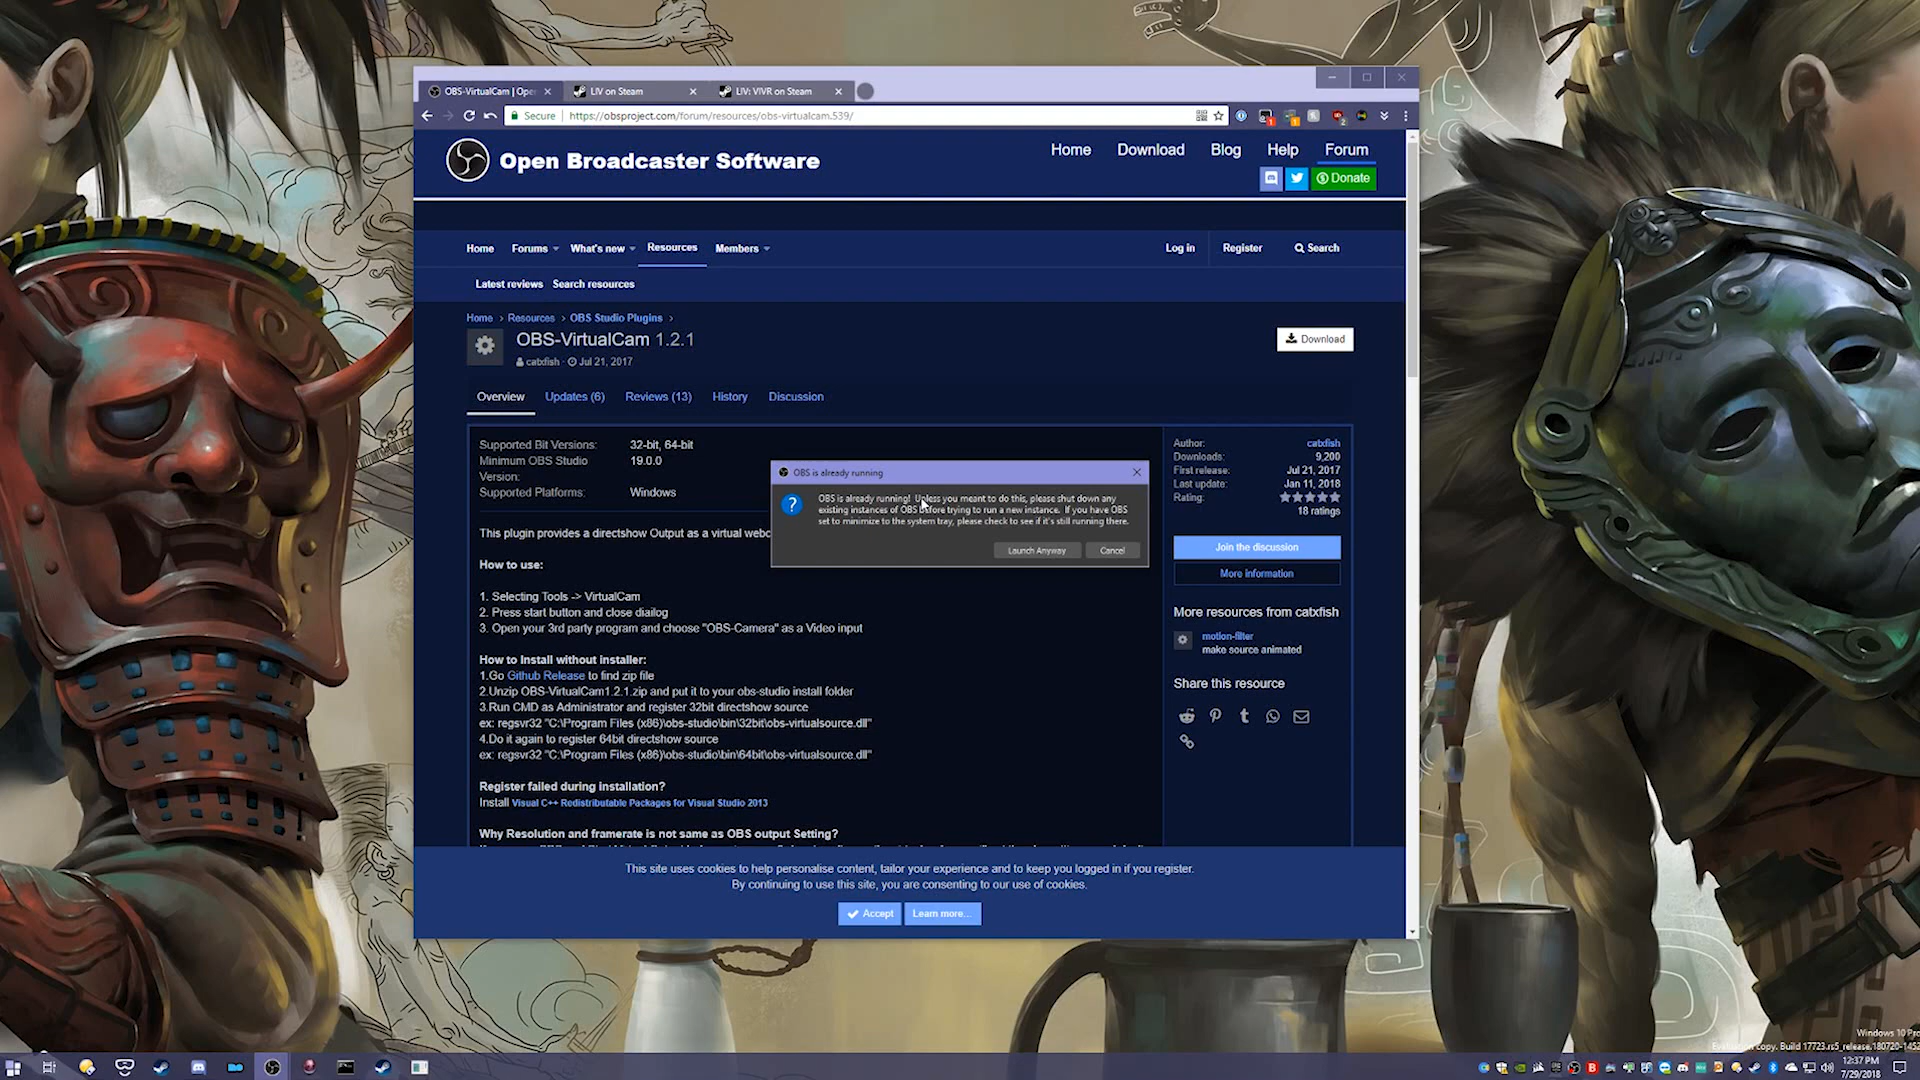 OBS-VirtualCam | Ope
LIV on Steam
LIV: VIVR on Steam
Secure
https://obsproject.com/forum/resources/obs-virtualcam.539/
Open Broadcaster Software
Home
Download
Blog
Help
Forum
Donate
Home
Forums
What's new
Resources
Members
Log in
Register
Search
Latest reviews
Search resources
Home > Resources > OBS Studio Plugins >
OBS-VirtualCam 1.2.1
Download
catxfish · Jul 21, 2017
Overview
Updates (6)
Reviews (13)
History
Discussion
Supported Bit Versions: 32-bit, 64-bit
Minimum OBS Studio 19.0.0
Version:
Supported Platforms: Windows
This plugin provides a directshow Output as a virtual webc
How to use:
1. Selecting Tools -> VirtualCam
2. Press start button and close diailog
3. Open your 3rd party program and choose "OBS-Camera" as a Video input
How to Install without installer:
1.Go Github Release to find zip file
2.Unzip OBS-VirtualCam1.2.1.zip and put it to your obs-studio install folder
3.Run CMD as Administrator and register 32bit directshow source
ex: regsvr32 "C:\Program Files (x86)\obs-studio\bin\32bit\obs-virtualsource.dll"
4.Do it again to register 64bit directshow source
ex: regsvr32 "C:\Program Files (x86)\obs-studio\bin\64bit\obs-virtualsource.dll"
Register failed during installation?
Install Visual C++ Redistributable Packages for Visual Studio 2013
Why Resolution and framerate is not same as OBS output Setting?
OBS is already running
OBS is already running! Unless you meant to do this, please shut down any
existing instances of OBS before trying to run a new instance. If you have OBS
set to minimize to the system tray, please check to see if it's still running there.
Launch Anyway
Cancel
Author: catxfish
Downloads: 9,200
First release: Jul 21, 2017
Last update: Jan 11, 2018
Rating:
18 ratings
Join the discussion
More information
More resources from catxfish
motion-filter
make source animated
Share this resource
This site uses cookies to help personalise content, tailor your experience and to keep you logged in if you register.
By continuing to use this site, you are consenting to our use of cookies.
Accept
Learn more...
Windows 10 Pro
Evaluation copy. Build 17723.rs5_release.180720-1452
12:37 PM
7/29/2018